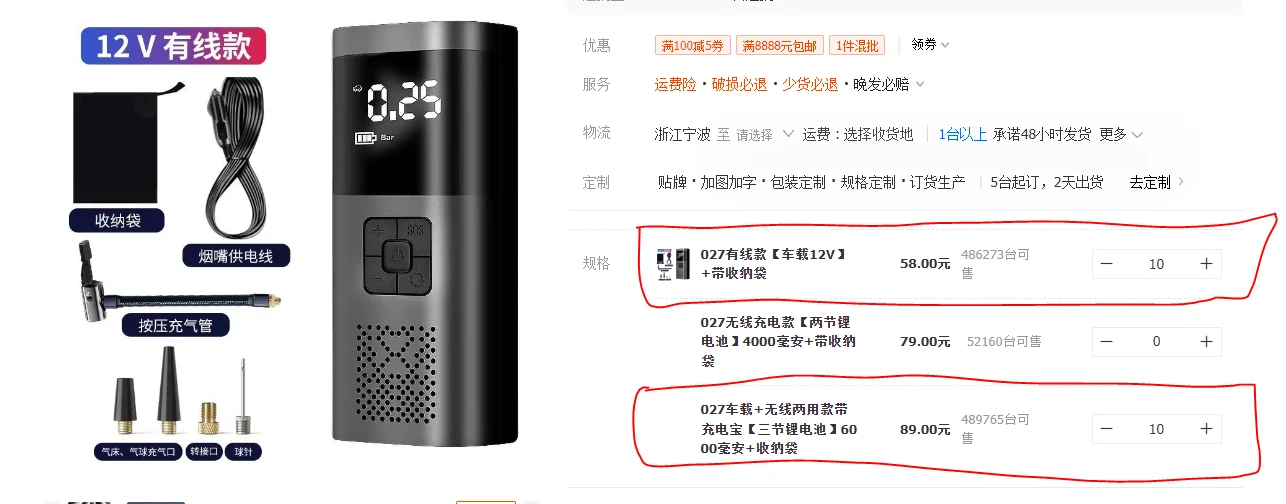 12 V 有线款
收纳袋
烟嘴供电线
按压充气管
气床、气球充气口
转接口
球针
0.25
Bar
SOS
优惠
满100减5劵
满8888元包邮
1件混批
领劵
服务
运费险·破损必退·少货必退·晚发必赔
物流
浙江宁波 至 请选择 运费：选择收货地
1台以上 承诺48小时发货 更多
定制
贴牌·加图加字·包装定制·规格定制·订货生产
5台起订，2天出货
去定制
规格
027有线款【车载12V】
+带收纳袋
58.00元
486273台可
售
10
027无线充电款【两节锂
电池】4000毫安+带收纳
袋
79.00元
52160台可售
0
027车载+无线两用款带
充电宝【三节锂电池】60
00毫安+收纳袋
89.00元
489765台可
售
10